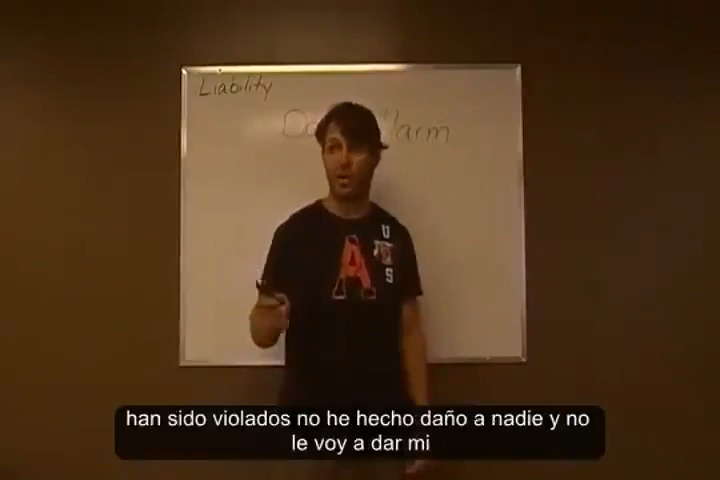 Liability
A
U
S
han sido violados no he hecho daño a nadie y no
le voy a dar mi